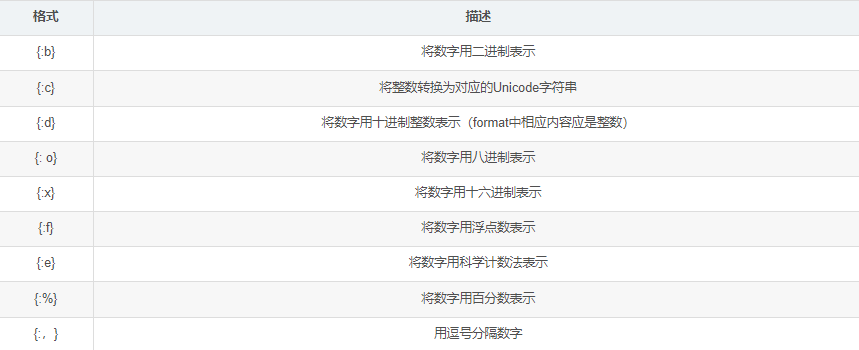 格式 描述
{:b} 将数字用二进制表示
{:c} 将整数转换为对应的Unicode字符串
{:d} 将数字用十进制整数表示（format中相应内容应是整数）
{: o} 将数字用八进制表示
{:x} 将数字用十六进制表示
{:f} 将数字用浮点数表示
{:e} 将数字用科学计数法表示
{:%} 将数字用百分数表示
{:，} 用逗号分隔数字